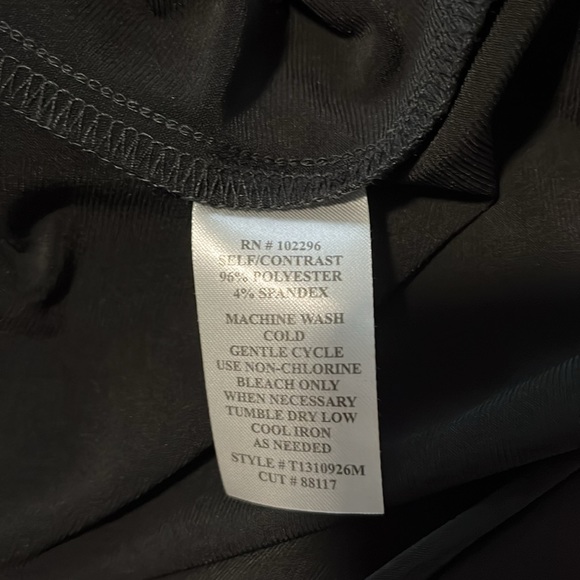 RN # 102296
SELF/CONTRAST
96% POLYESTER
4% SPANDEX
MACHINE WASH
COLD
GENTLE CYCLE
USE NON-CHLORINE
BLEACH ONLY
WHEN NECESSARY
TUMBLE DRY LOW
COOL IRON
AS NEEDED
STYLE # T1310926M
CUT # 88117